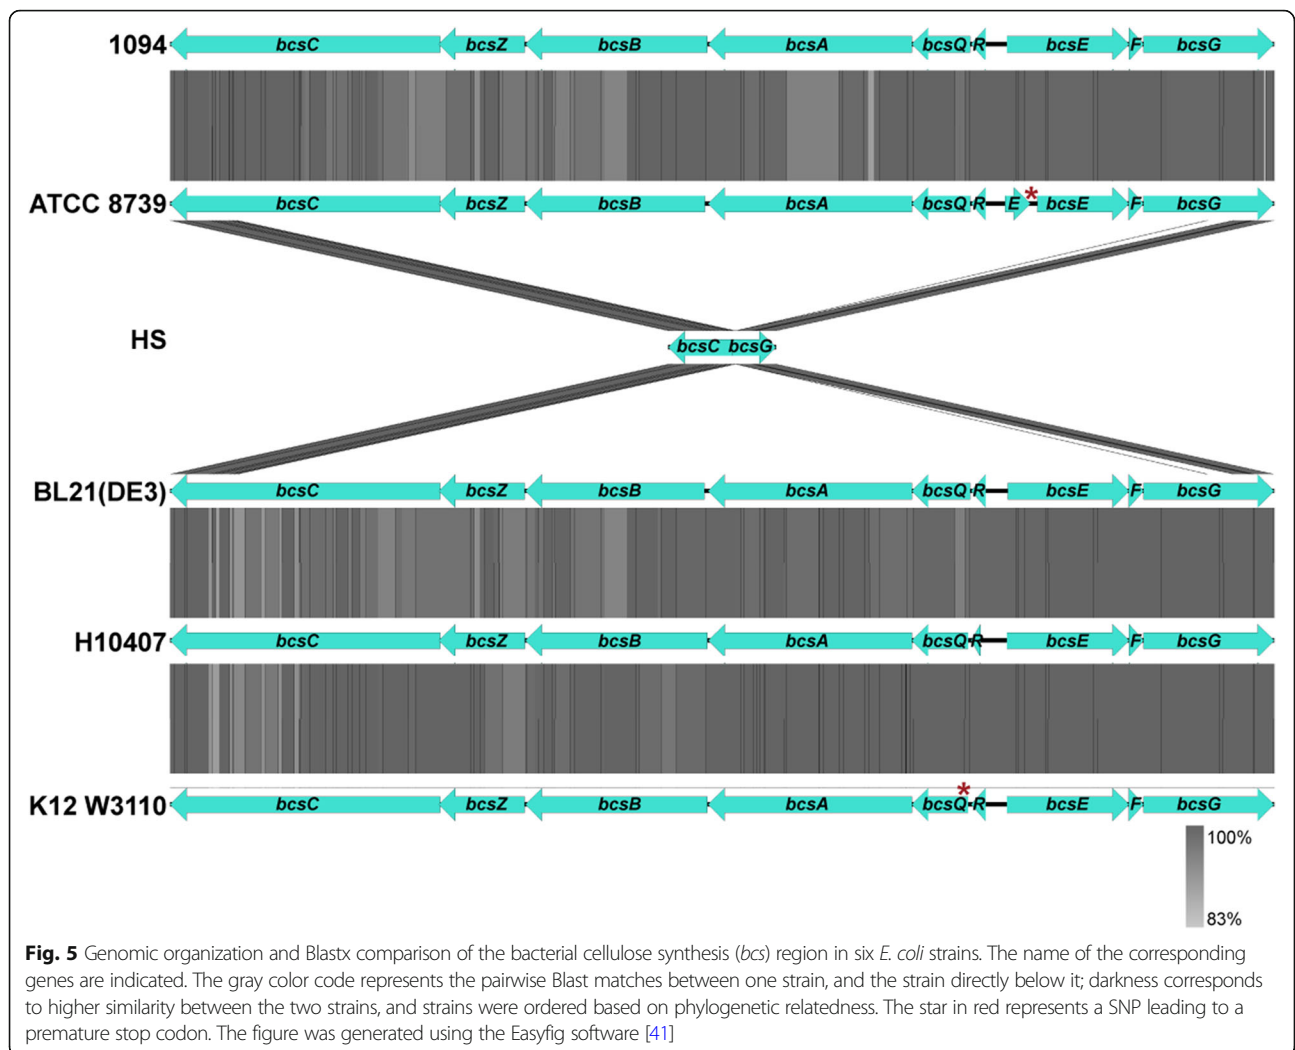 1094 bcsC bcsZ bcsB bcsA bcsQ R bcsE F bcsG
ATCC 8739 bcsC bcsZ bcsB bcsA bcsQ R E * bcsE F bcsG
HS bcsC bcsG
BL21(DE3) bcsC bcsZ bcsB bcsA bcsQ R bcsE F bcsG
H10407 bcsC bcsZ bcsB bcsA bcsQ R bcsE F bcsG
*
K12 W3110 bcsC bcsZ bcsB bcsA bcsQ R bcsE F bcsG
100%
83%
Fig. 5 Genomic organization and Blastx comparison of the bacterial cellulose synthesis (bcs) region in six E. coli strains. The name of the corresponding
genes are indicated. The gray color code represents the pairwise Blast matches between one strain, and the strain directly below it; darkness corresponds
to higher similarity between the two strains, and strains were ordered based on phylogenetic relatedness. The star in red represents a SNP leading to a
premature stop codon. The figure was generated using the Easyfig software [41]